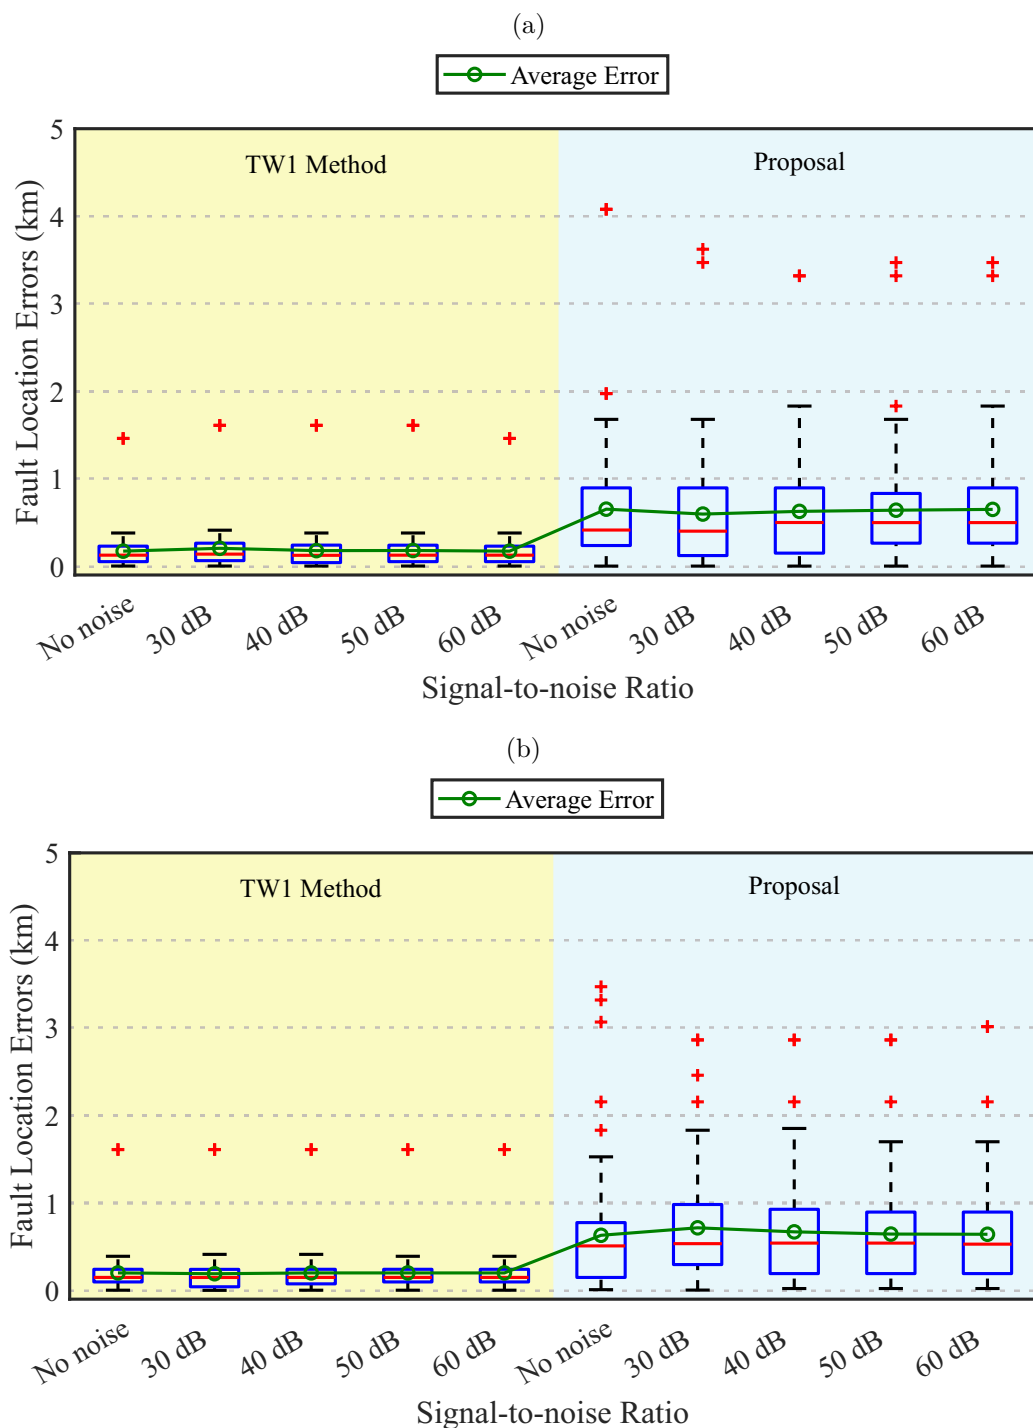 (a)
Average Error
TW1 Method
Proposal
Fault Location Errors (km)
5
4
3
2
1
0
No noise
30 dB
40 dB
50 dB
60 dB
No noise
30 dB
40 dB
50 dB
60 dB
Signal-to-noise Ratio
(b)
Average Error
TW1 Method
Proposal
Fault Location Errors (km)
5
4
3
2
1
0
No noise
30 dB
40 dB
50 dB
60 dB
No noise
30 dB
40 dB
50 dB
60 dB
Signal-to-noise Ratio